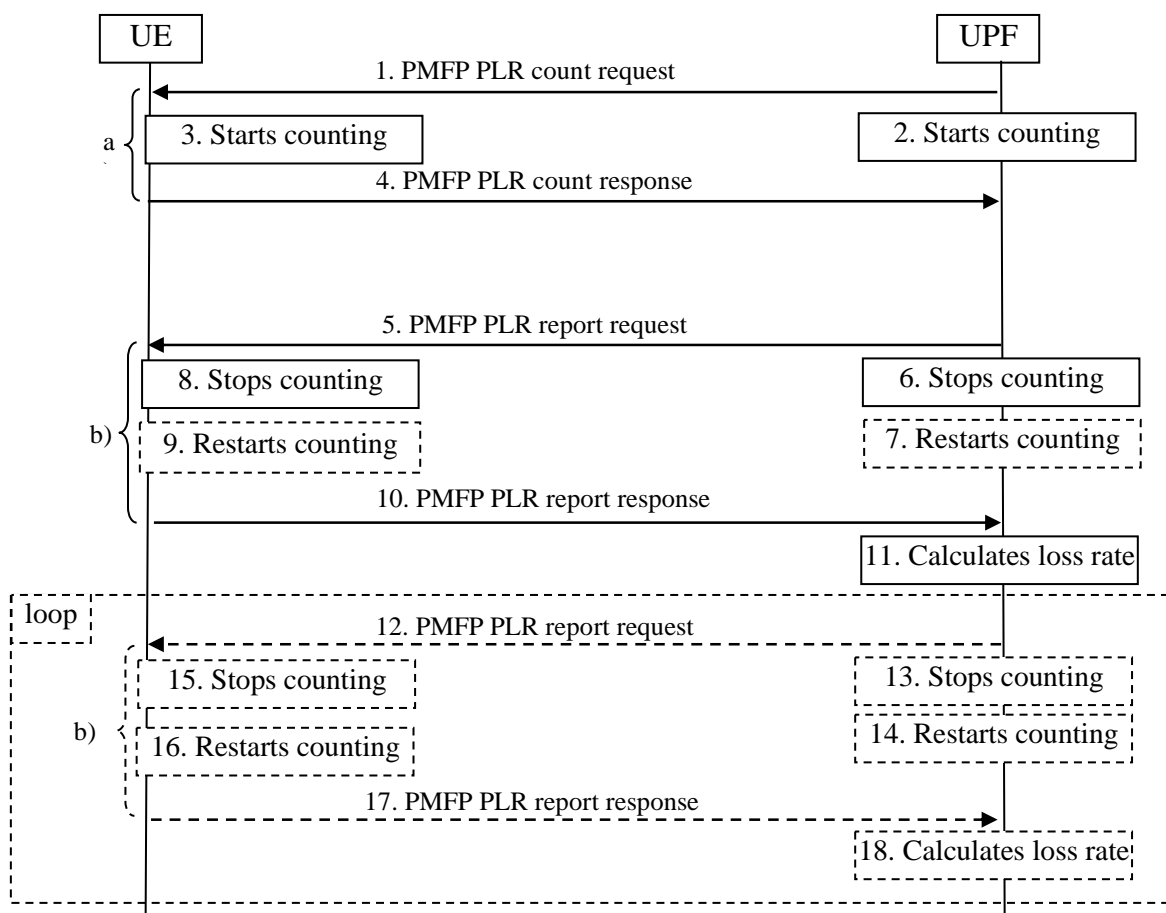 UE
UPF
1. PMFP PLR count request
a
3. Starts counting
2. Starts counting
4. PMFP PLR count response
5. PMFP PLR report request
8. Stops counting
6. Stops counting
b)
9. Restarts counting
7. Restarts counting
10. PMFP PLR report response
11. Calculates loss rate
loop
12. PMFP PLR report request
15. Stops counting
13. Stops counting
b)
16. Restarts counting
14. Restarts counting
17. PMFP PLR report response
18. Calculates loss rate